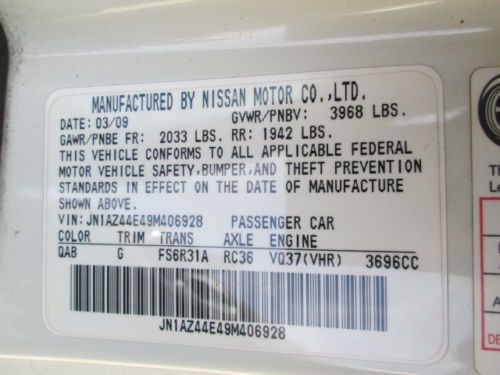 MANUFACTURED BY NISSAN MOTOR CO.,LTD.
DATE: 03/09 GVWR/PNBV: 3968 LBS.
GAWR/PNBE FR: 2033 LBS. RR: 1942 LBS.
THIS VEHICLE CONFORMS TO ALL APPLICABLE FEDERAL
MOTOR VEHICLE SAFETY,BUMPER,AND THEFT PREVENTION
STANDARDS IN EFFECT ON THE DATE OF MANUFACTURE
SHOWN ABOVE.
VIN: JN1AZ44E49M406928 PASSENGER CAR
COLOR TRIM TRANS AXLE ENGINE
QAB G FS6R31A RC36 VQ37(VHR) 3696CC
JN1AZ44E49M406928